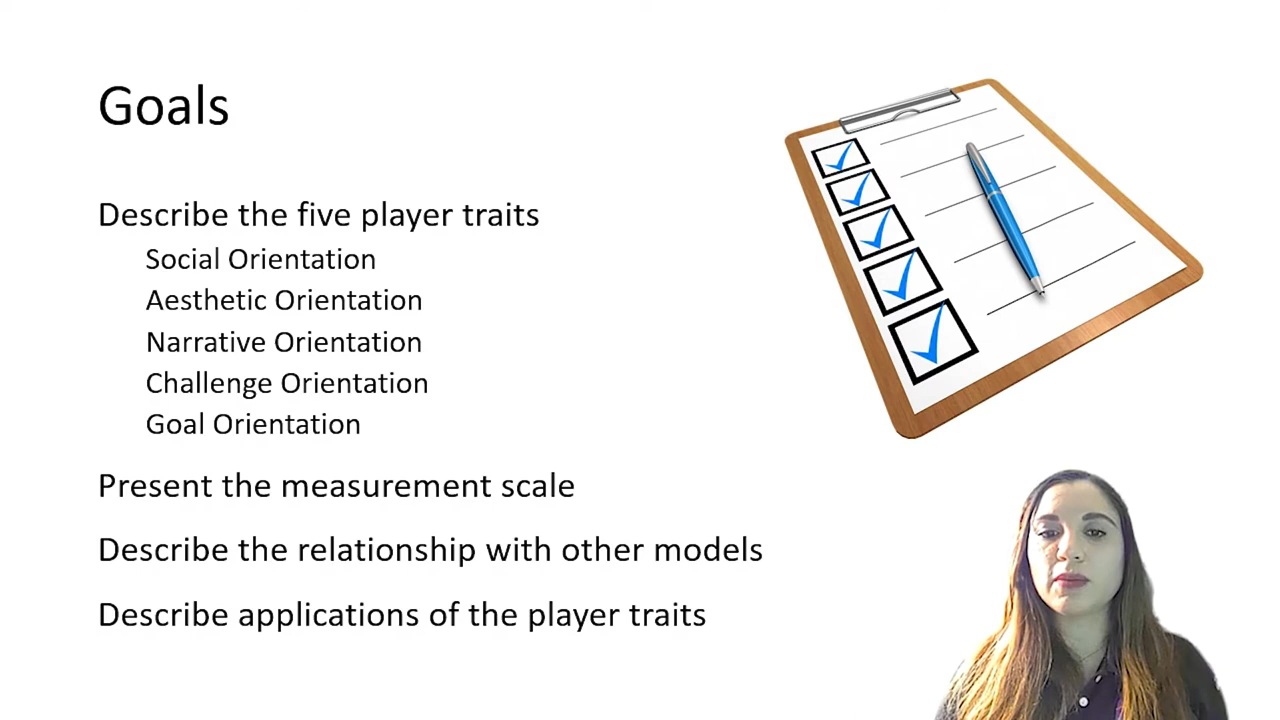 Goals
Describe the five player traits
Social Orientation
Aesthetic Orientation
Narrative Orientation
Challenge Orientation
Goal Orientation
Present the measurement scale
Describe the relationship with other models
Describe applications of the player traits